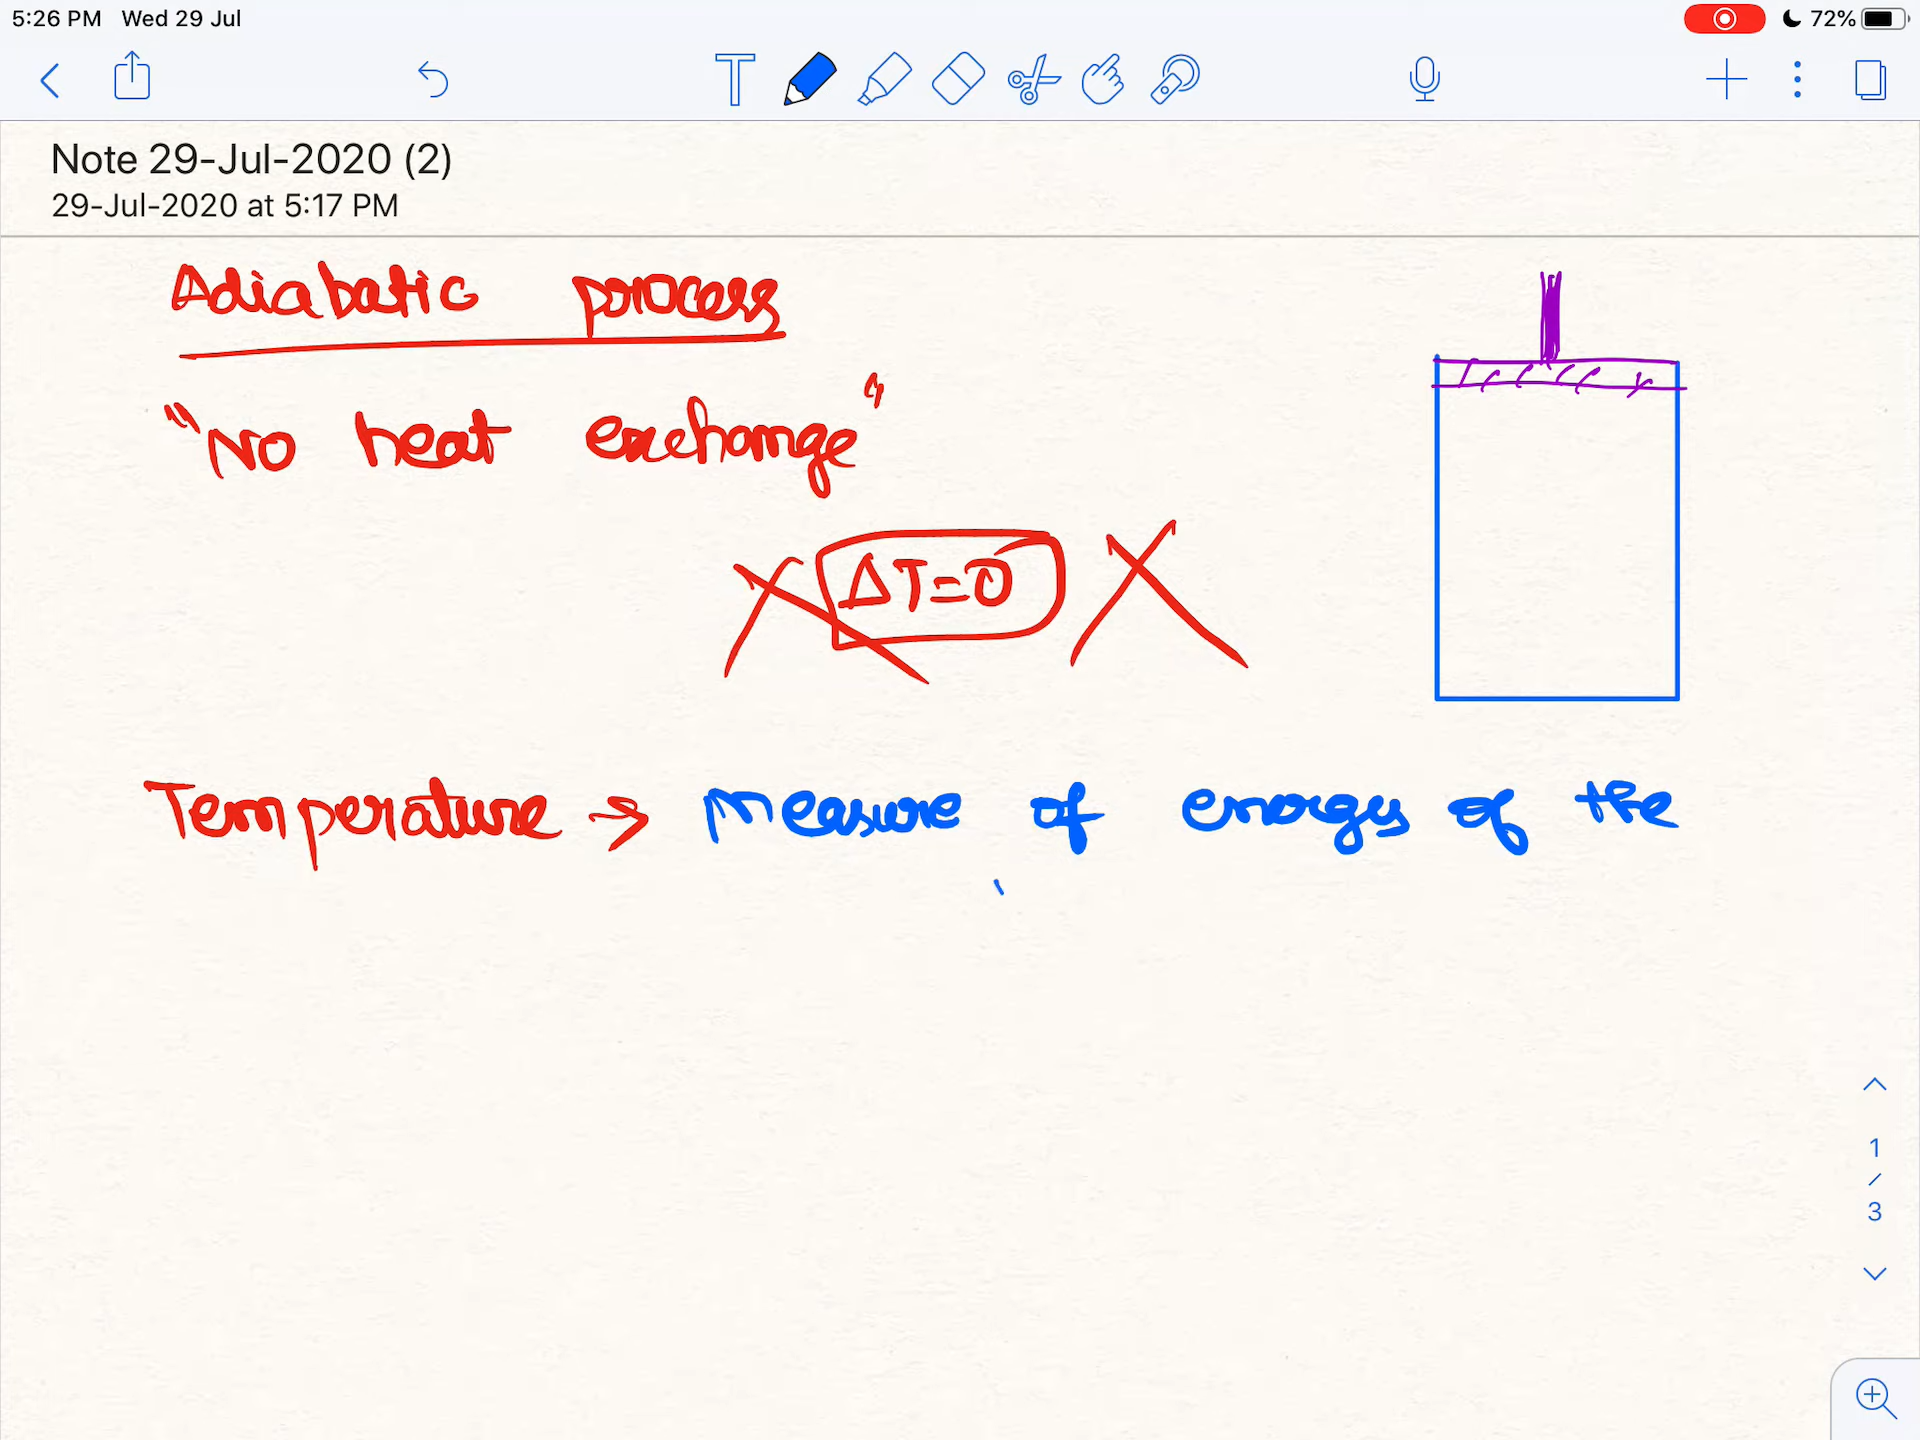 5:26 PM Wed 29 Jul 72%
Note 29-Jul-2020 (2)
29-Jul-2020 at 5:17 PM
Adiabatic process
"No heat exchange"
ΔT=0
Temperature → measure of energy of the
1
/
3